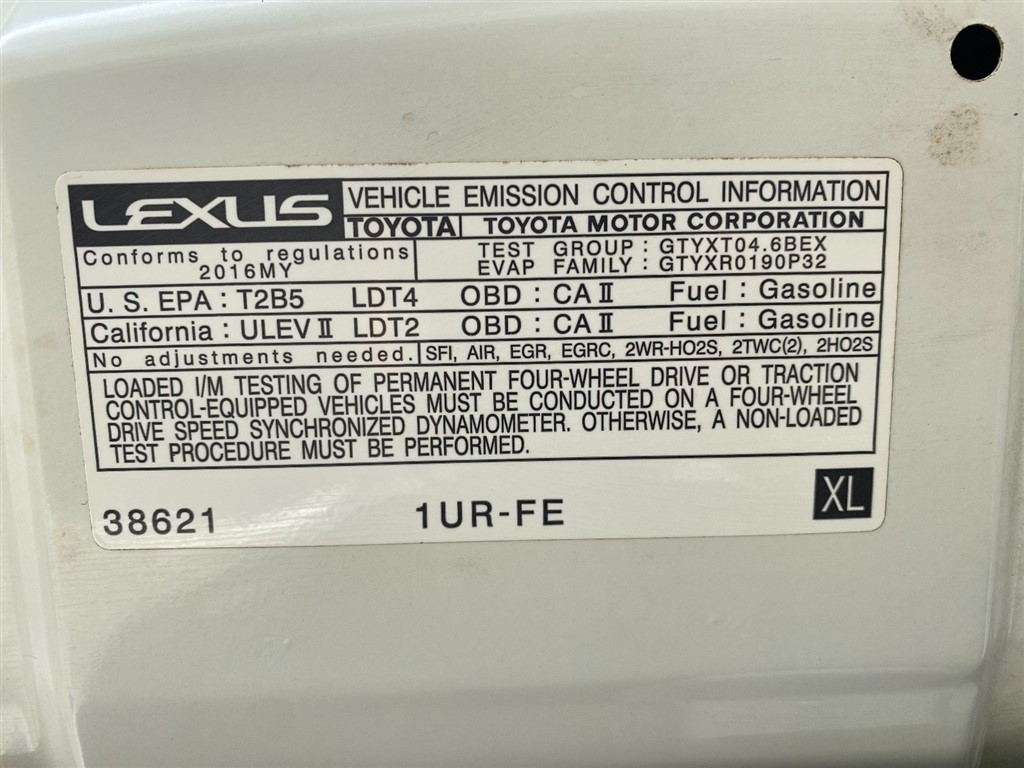 LEXUS VEHICLE EMISSION CONTROL INFORMATION
TOYOTA TOYOTA MOTOR CORPORATION
Conforms to regulations
2016MY
TEST GROUP : GTYXT04.6BEX
EVAP FAMILY : GTYXR0190P32
U. S. EPA : T2B5 LDT4 OBD : CA II Fuel : Gasoline
California : ULEV II LDT2 OBD : CA II Fuel : Gasoline
No adjustments needed. SFI, AIR, EGR, EGRC, 2WR-HO2S, 2TWC(2), 2HO2S
LOADED I/M TESTING OF PERMANENT FOUR-WHEEL DRIVE OR TRACTION
CONTROL-EQUIPPED VEHICLES MUST BE CONDUCTED ON A FOUR-WHEEL
DRIVE SPEED SYNCHRONIZED DYNAMOMETER. OTHERWISE, A NON-LOADED
TEST PROCEDURE MUST BE PERFORMED.
38621 1UR-FE XL